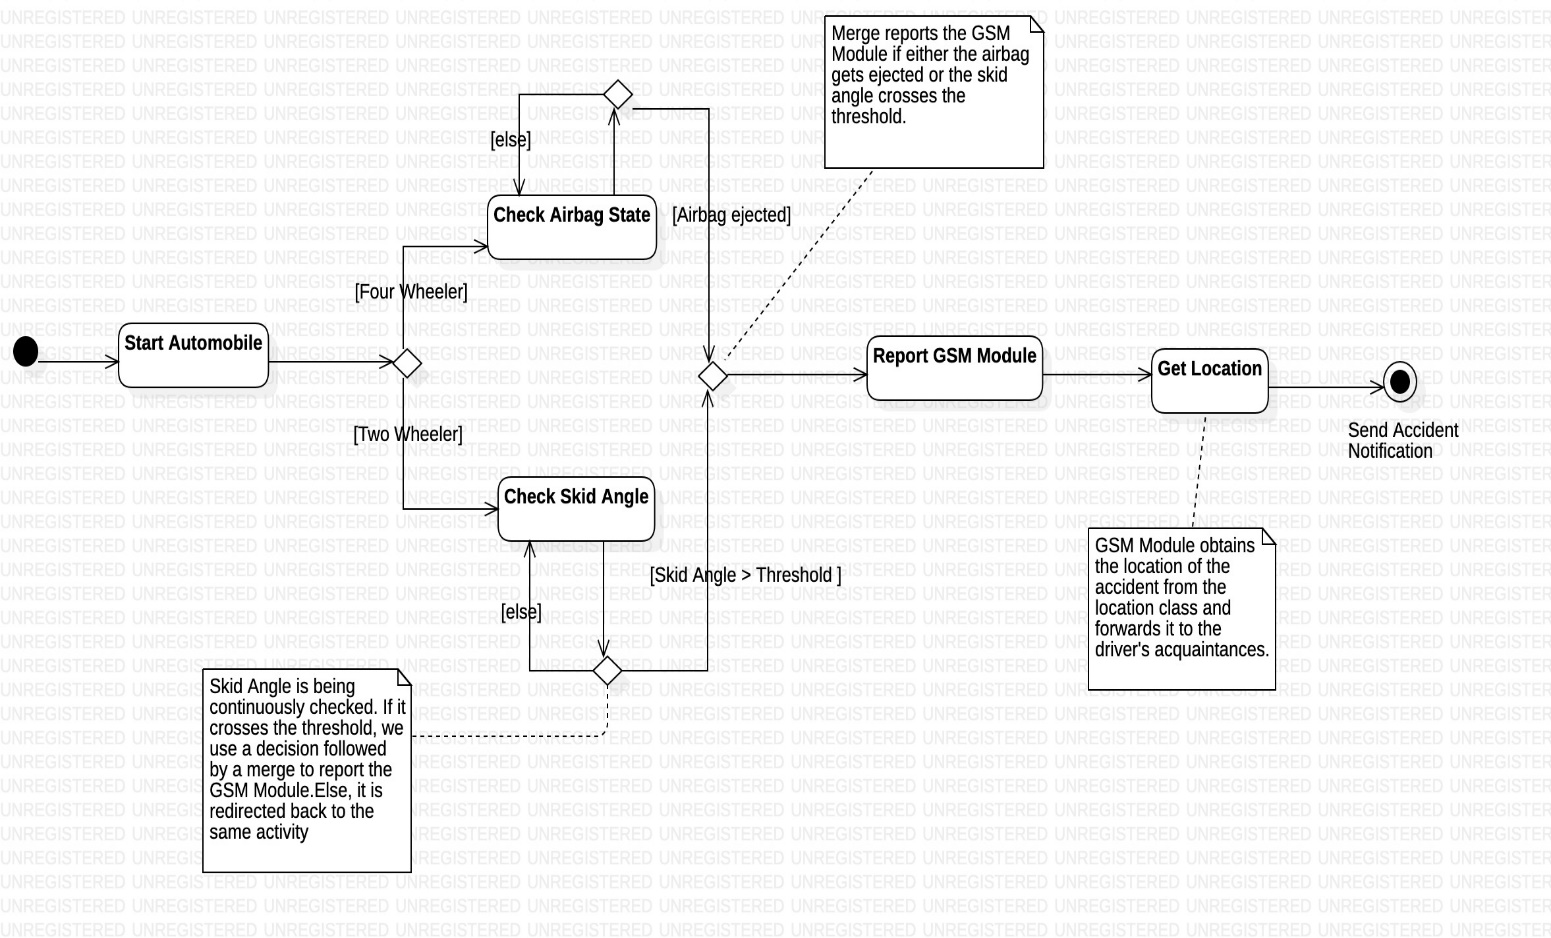 Merge reports the GSM
Module if either the airbag
gets ejected or the skid
angle crosses the
threshold.
[else]
Check Airbag State
[Airbag ejected]
[Four Wheeler]
Start Automobile
Report GSM Module
Get Location
Send Accident
Notification
[Two Wheeler]
Check Skid Angle
[Skid Angle > Threshold ]
[else]
GSM Module obtains
the location of the
accident from the
location class and
forwards it to the
driver's acquaintances.
Skid Angle is being
continuously checked. If it
crosses the threshold, we
use a decision followed
by a merge to report the
GSM Module.Else, it is
redirected back to the
same activity
UNREGISTERED